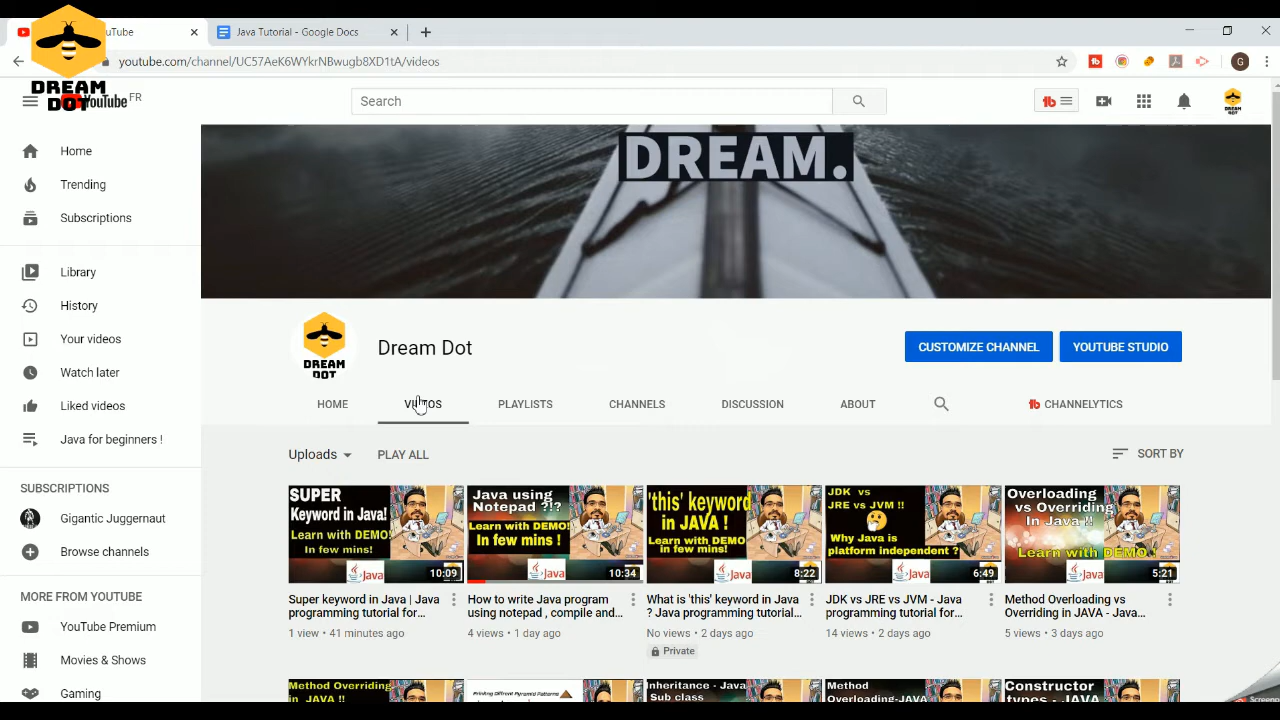 uTube
Java Tutorial - Google Docs
youtube.com/channel/UC57AeK6WYkrNBwugb8XD1tA/videos
G
DREAM
DOT
YouTube FR
Search
DREAM.
Home
Trending
Subscriptions
Library
History
Your videos
Watch later
Liked videos
Java for beginners !
SUBSCRIPTIONS
Gigantic Juggernaut
Browse channels
MORE FROM YOUTUBE
YouTube Premium
Movies & Shows
Gaming
DREAM
DOT
Dream Dot
CUSTOMIZE CHANNEL
YOUTUBE STUDIO
HOME
VIDEOS
PLAYLISTS
CHANNELS
DISCUSSION
ABOUT
CHANNELYTICS
Uploads
PLAY ALL
SORT BY
SUPER
Keyword in Java!
Learn with DEMO!
In few mins!
Java
10:09
Super keyword in Java | Java
programming tutorial for...
1 view • 41 minutes ago
Java using
Notepad ?!?
Learn with DEMO!
In few mins !
Java
10:34
How to write Java program
using notepad , compile and...
4 views • 1 day ago
'this' keyword
in JAVA !
Learn with DEMO
in few mins!
Java
8:22
What is 'this' keyword in Java
? Java programming tutorial...
No views • 2 days ago
Private
JDK vs
JRE vs JVM !!
Why Java is
platform independent ?
Java
6:49
JDK vs JRE vs JVM - Java
programming tutorial for...
14 views • 2 days ago
Overloading
vs Overriding
In Java !!
Learn with DEMO !
Java
5:21
Method Overloading vs
Overriding in JAVA - Java...
5 views • 3 days ago
Method Overriding
in JAVA !!
Printing Diffrent Pyramid Patterns
Inheritance - Java
Sub class
Method
Overloading-JAVA
Constructor
types - JAVA